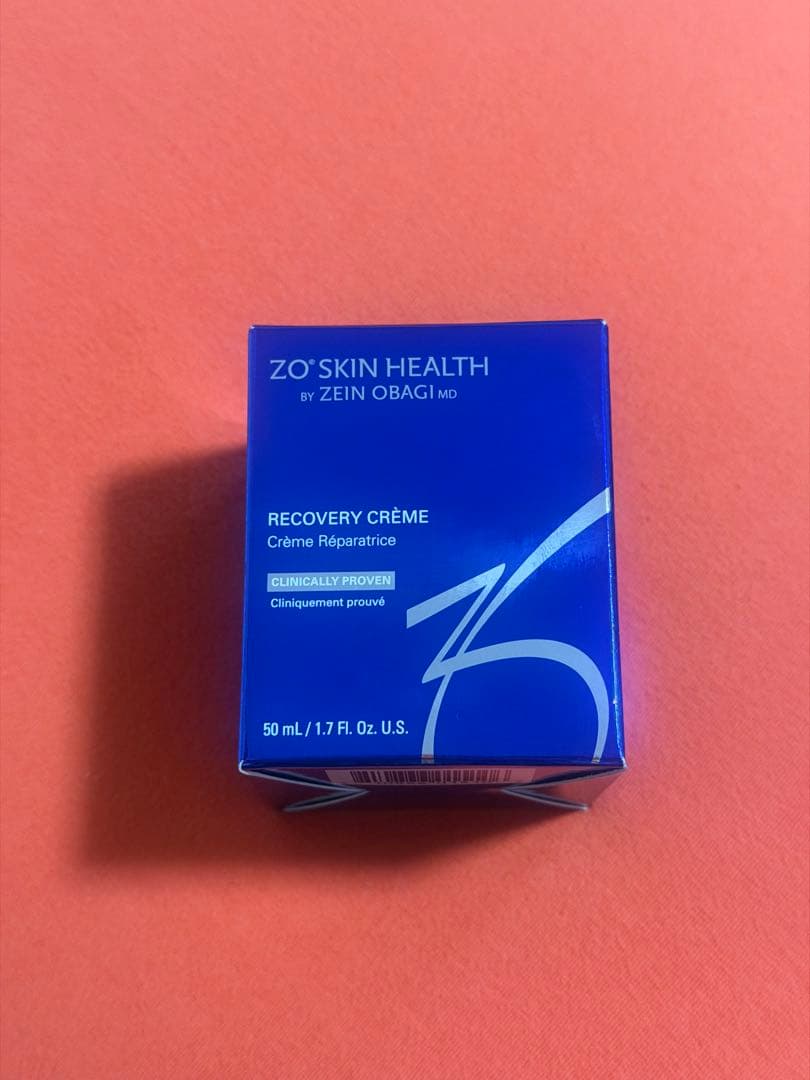 ZO® SKIN HEALTH
BY ZEIN OBAGI MD
RECOVERY CRÈME
Crème Réparatrice
CLINICALLY PROVEN
Cliniquement prouvé
50 mL / 1.7 Fl. Oz. U.S.